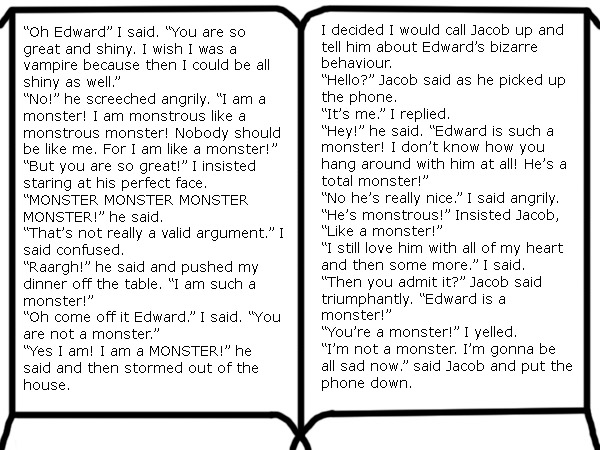 “Oh Edward” I said. “You are so
great and shiny. I wish I was a
vampire because then I could be all
shiny as well.”
“No!” he screeched angrily. “I am a
monster! I am monstrous like a
monstrous monster! Nobody should
be like me. For I am like a monster!”
“But you are so great!” I insisted
staring at his perfect face.
“MONSTER MONSTER MONSTER
MONSTER!” he said.
“That’s not really a valid argument.” I
said confused.
“Raargh!” he said and pushed my
dinner off the table. “I am such a
monster!”
“Oh come off it Edward.” I said. “You
are not a monster.”
“Yes I am! I am a MONSTER!” he
said and then stormed out of the
house.
I decided I would call Jacob up and
tell him about Edward’s bizarre
behaviour.
“Hello?” Jacob said as he picked up
the phone.
“It’s me.” I replied.
“Hey!” he said. “Edward is such a
monster! I don’t know how you
hang around with him at all! He’s a
total monster!”
“No he’s really nice.” I said angrily.
“He’s monstrous!” Insisted Jacob,
“Like a monster!”
“I still love him with all of my heart
and then some more.” I said.
“Then you admit it?” Jacob said
triumphantly. “Edward is a
monster!”
“You’re a monster!” I yelled.
“I’m not a monster. I’m gonna be
all sad now.” said Jacob and put the
phone down.